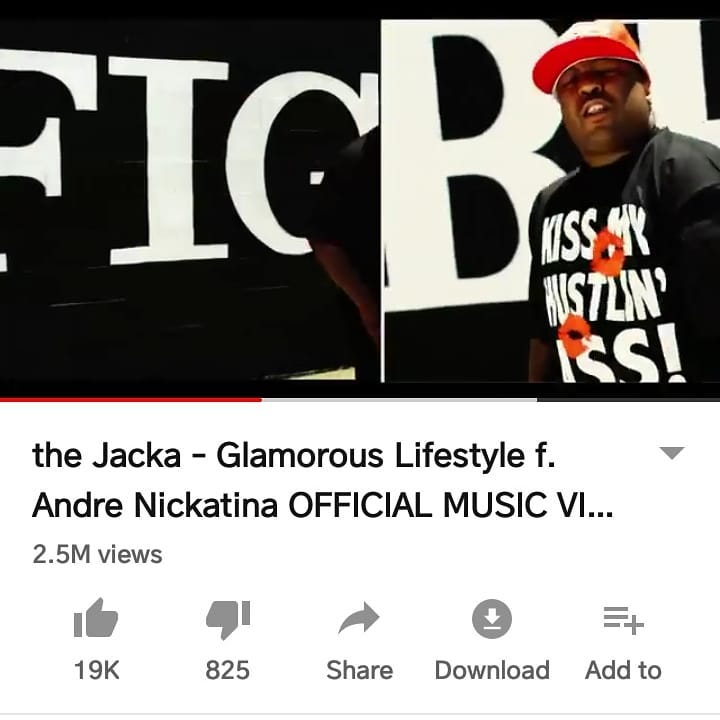 FIC
B
KISS MY
HUSTLIN'
ASS!
the Jacka - Glamorous Lifestyle f.
Andre Nickatina OFFICIAL MUSIC VI...
2.5M views
19K
825
Share
Download
Add to